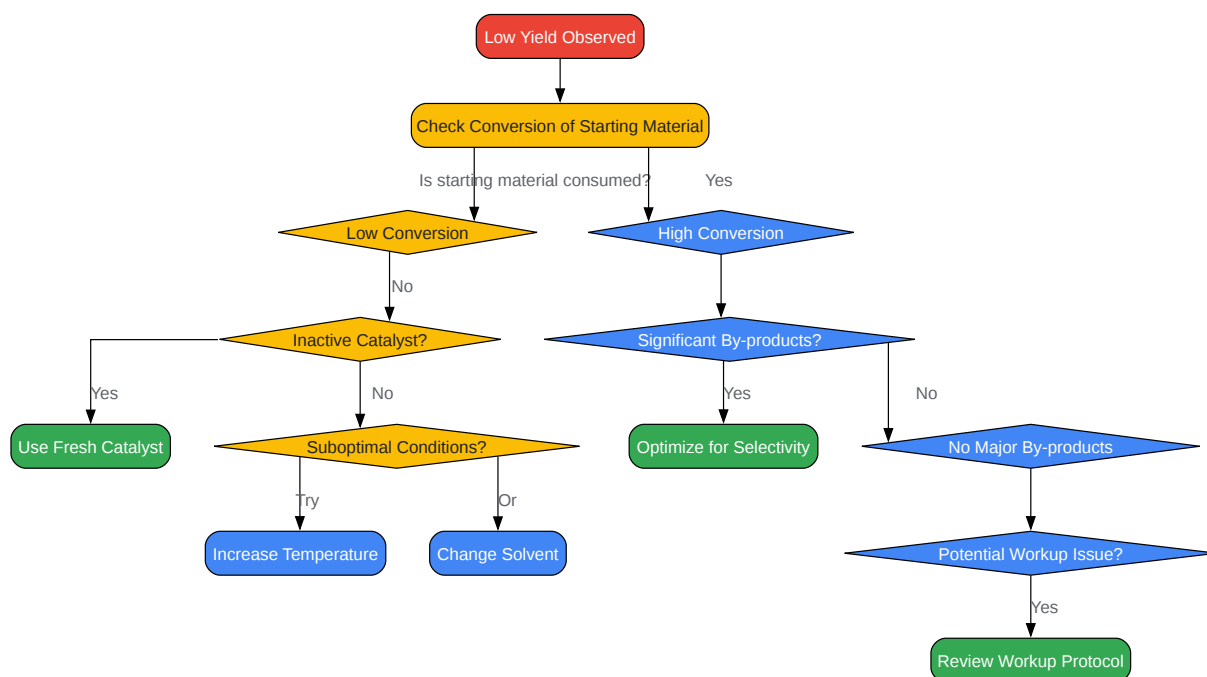 Low Yield Observed
Check Conversion of Starting Material
Is starting material consumed?
Yes
Low Conversion
High Conversion
No
Inactive Catalyst?
Significant By-products?
Yes
No
Yes
No
Use Fresh Catalyst
Suboptimal Conditions?
Optimize for Selectivity
No Major By-products
Try
Or
Increase Temperature
Change Solvent
Potential Workup Issue?
Yes
Review Workup Protocol